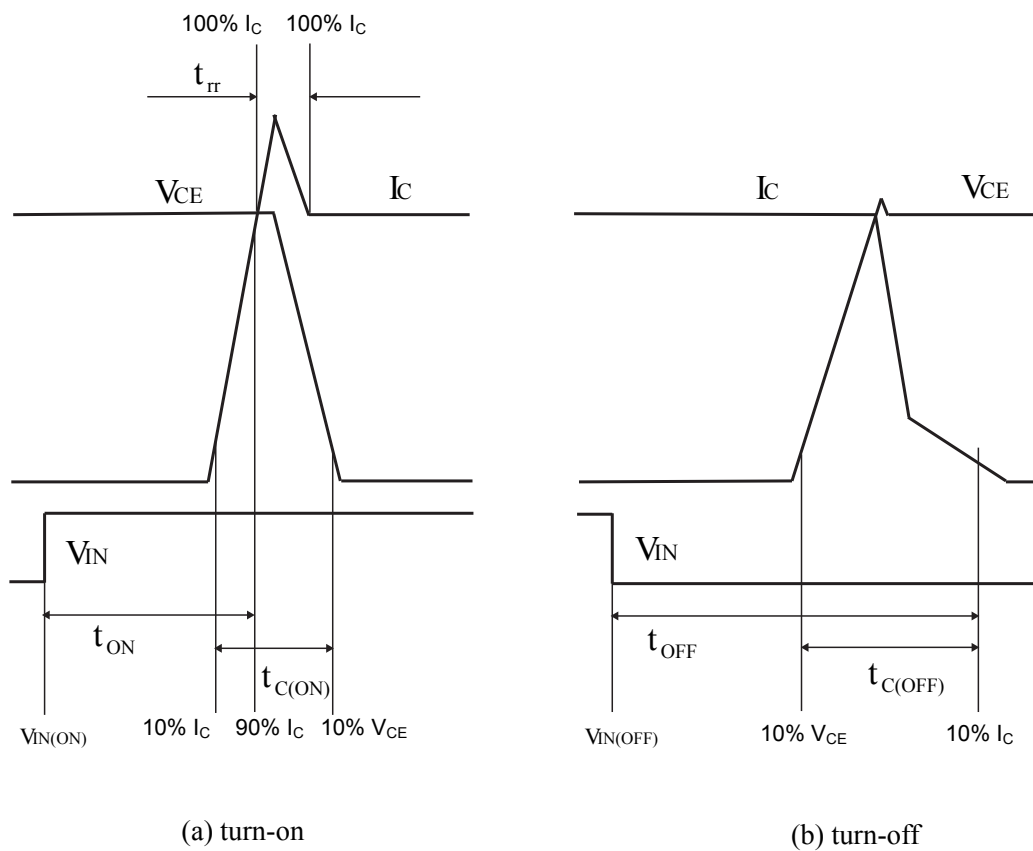 100% IC 100% IC
trr
VCE IC IC VCE
VIN VIN
tON tOFF
tC(ON) tC(OFF)
VIN(ON) 10% IC 90% IC 10% VCE VIN(OFF) 10% VCE 10% IC
(a) turn-on (b) turn-off